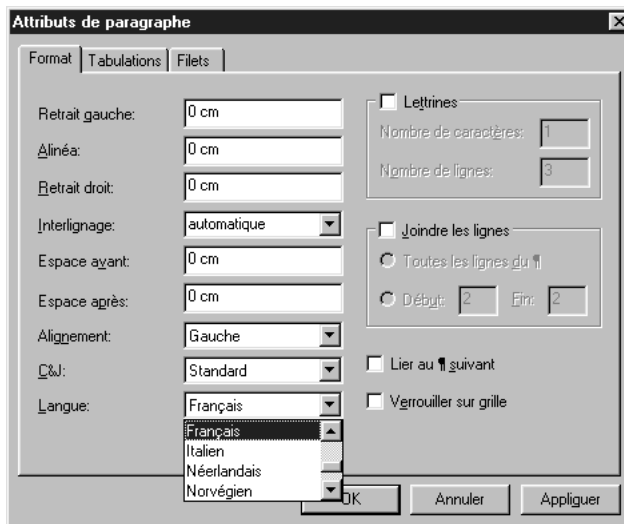 Attributs de paragraphe
Format
Tabulations
Filets
Retrait gauche:
0 cm
Alinéa:
0 cm
Retrait droit:
0 cm
Interlignage:
automatique
Espace avant:
0 cm
Espace après:
0 cm
Alignement:
Gauche
C&J:
Standard
Langue:
Français
Français
Italien
Néerlandais
Norvégien
Lettrines
Nombre de caractères:
1
Nombre de lignes:
3
Joindre les lignes
Toutes les lignes du ¶
Début:
2
Fin:
2
Lier au ¶ suivant
Verrouiller sur grille
OK
Annuler
Appliquer